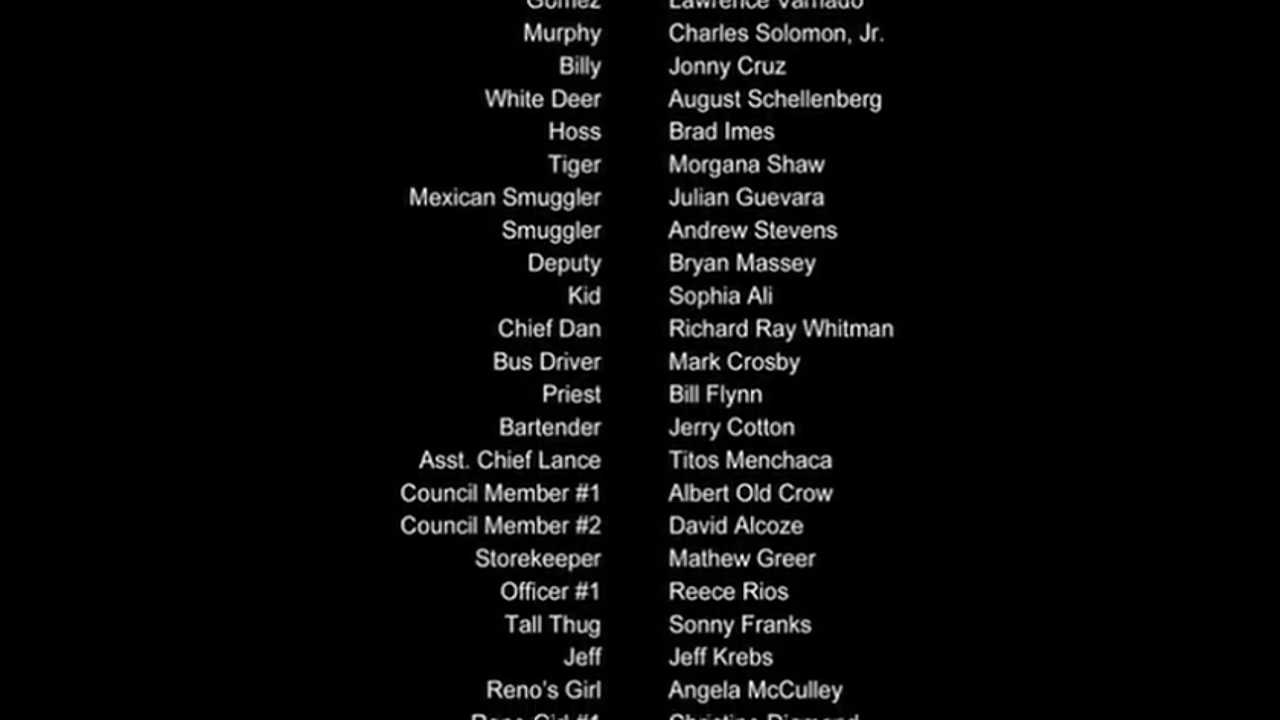 Gomez Lawrence Varnado
Murphy Charles Solomon, Jr.
Billy Jonny Cruz
White Deer August Schellenberg
Hoss Brad Imes
Tiger Morgana Shaw
Mexican Smuggler Julian Guevara
Smuggler Andrew Stevens
Deputy Bryan Massey
Kid Sophia Ali
Chief Dan Richard Ray Whitman
Bus Driver Mark Crosby
Priest Bill Flynn
Bartender Jerry Cotton
Asst. Chief Lance Titos Menchaca
Council Member #1 Albert Old Crow
Council Member #2 David Alcoze
Storekeeper Mathew Greer
Officer #1 Reece Rios
Tall Thug Sonny Franks
Jeff Jeff Krebs
Reno's Girl Angela McCulley